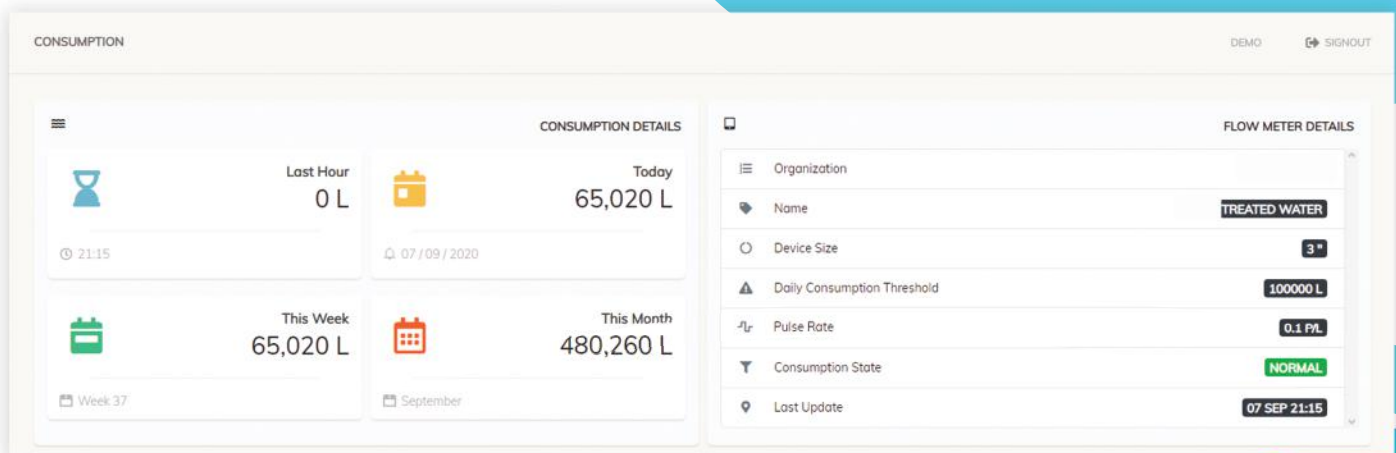 CONSUMPTION
DEMO
SIGNOUT
CONSUMPTION DETAILS
Last Hour
0 L
21:15
Today
65,020 L
07/09/2020
This Week
65,020 L
Week 37
This Month
480,260 L
September
FLOW METER DETAILS
Organization
Name TREATED WATER
Device Size 3 "
Daily Consumption Threshold 100000 L
Pulse Rate 0.1 P/L
Consumption State NORMAL
Last Update 07 SEP 21:15